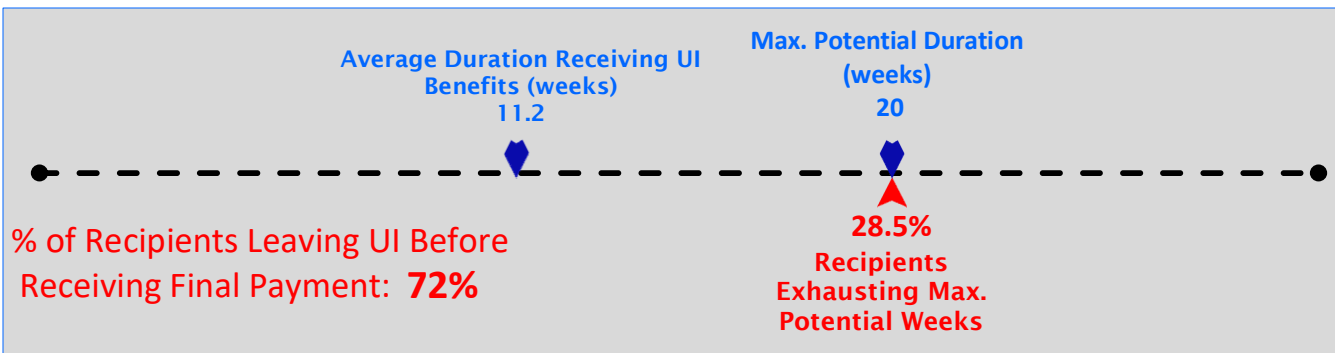 Average Duration Receiving UI
Benefits (weeks)
11.2
Max. Potential Duration
(weeks)
20
% of Recipients Leaving UI Before
Receiving Final Payment: 72%
28.5%
Recipients
Exhausting Max.
Potential Weeks